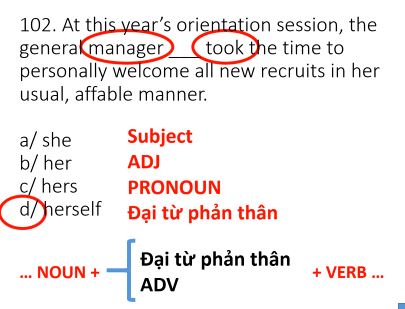 102. At this year’s orientation session, the
general manager ___ took the time to
personally welcome all new recruits in her
usual, affable manner.
a/ she Subject
b/ her ADJ
c/ hers PRONOUN
d/ herself Đại từ phản thân
Đại từ phản thân
... NOUN + + VERB ...
ADV